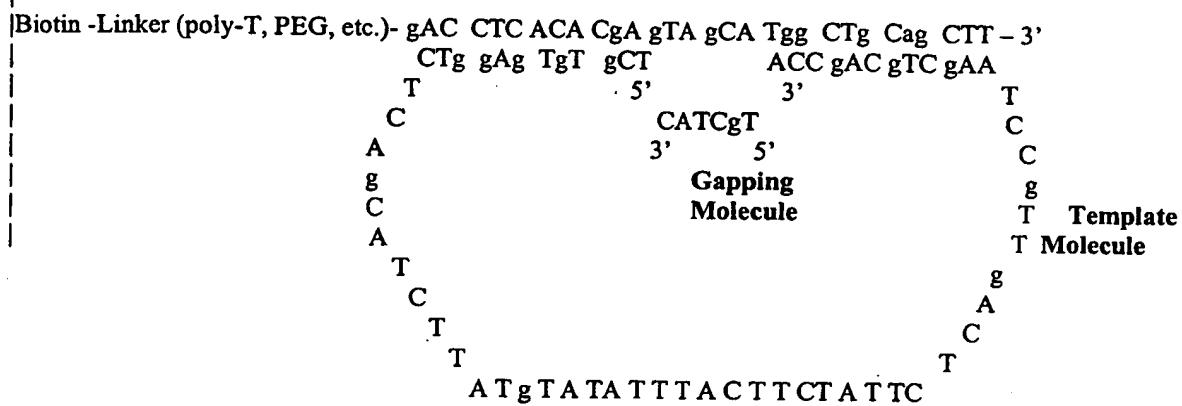 Biotin -Linker (poly-T, PEG, etc.)- gAC CTC ACA CgA gTA gCA Tgg CTg Cag CTT – 3’
CTg gAg TgT gCT ACC gAC gTC gAA
5’ 3’
CATCgT
3’ 5’
Gapping
Molecule
T
C
A
g
C
A
T
C
T
T
A T g T A T A T T T A C T T C T A T T C
T
C
A
g
T
T
g
C
C
T
Template
Molecule